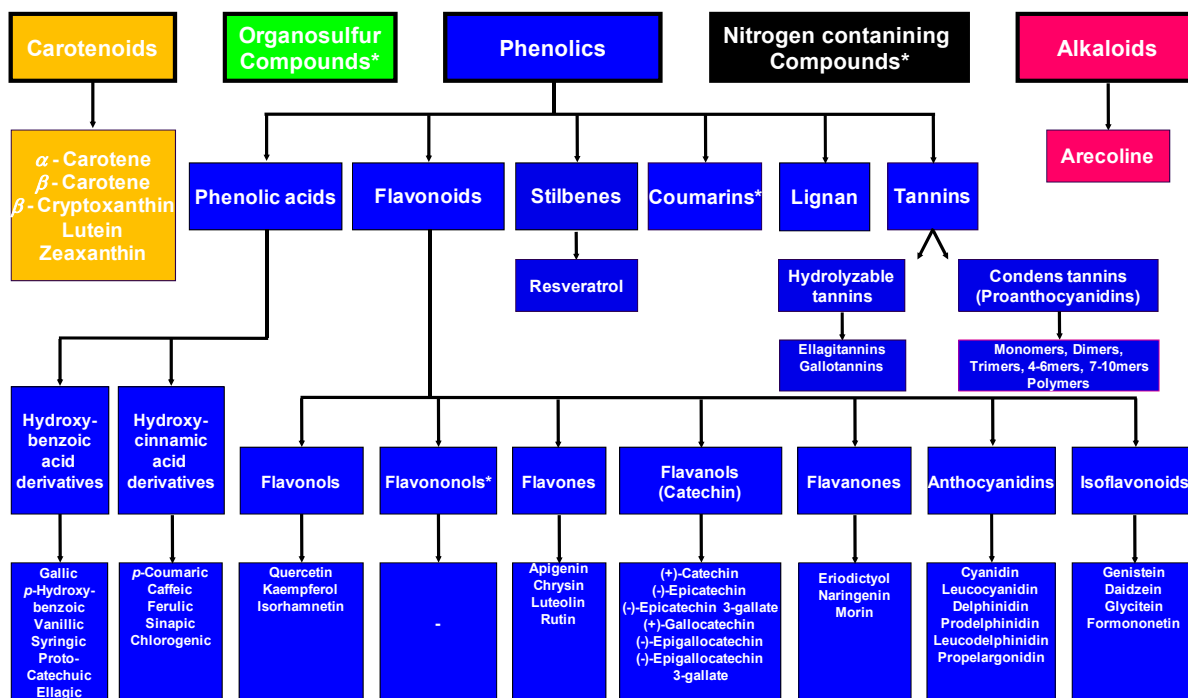 Carotenoids
Organosulfur
Compounds*
Phenolics
Nitrogen contanining
Compounds*
Alkaloids
α - Carotene
β - Carotene
β - Cryptoxanthin
Lutein
Zeaxanthin
Phenolic acids
Flavonoids
Stilbenes
Coumarins*
Lignan
Tannins
Arecoline
Resveratrol
Hydrolyzable
tannins
Condens tannins
(Proanthocyanidins)
Ellagitannins
Gallotannins
Monomers, Dimers,
Trimers, 4-6mers, 7-10mers
Polymers
Hydroxy-
benzoic
acid
derivatives
Hydroxy-
cinnamic
acid
derivatives
Flavonols
Flavononols*
Flavones
Flavanols
(Catechin)
Flavanones
Anthocyanidins
Isoflavonoids
Gallic
p-Hydroxy-
benzoic
Vanillic
Syringic
Proto-
Catechuic
Ellagic
p-Coumaric
Caffeic
Ferulic
Sinapic
Chlorogenic
Quercetin
Kaempferol
Isorhamnetin
-
Apigenin
Chrysin
Luteolin
Rutin
(+)-Catechin
(-)-Epicatechin
(-)-Epicatechin 3-gallate
(+)-Gallocatechin
(-)-Epigallocatechin
(-)-Epigallocatechin
3-gallate
Eriodictyol
Naringenin
Morin
Cyanidin
Leucocyanidin
Delphinidin
Prodelphinidin
Leucodelphinidin
Propelargonidin
Genistein
Daidzein
Glycitein
Formononetin